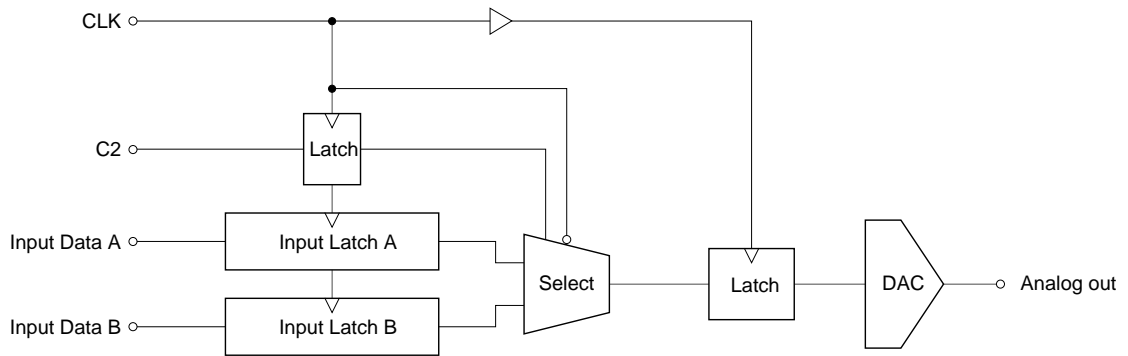 CLK
C2
Latch
Input Data A
Input Latch A
Select
Latch
DAC
Analog out
Input Data B
Input Latch B